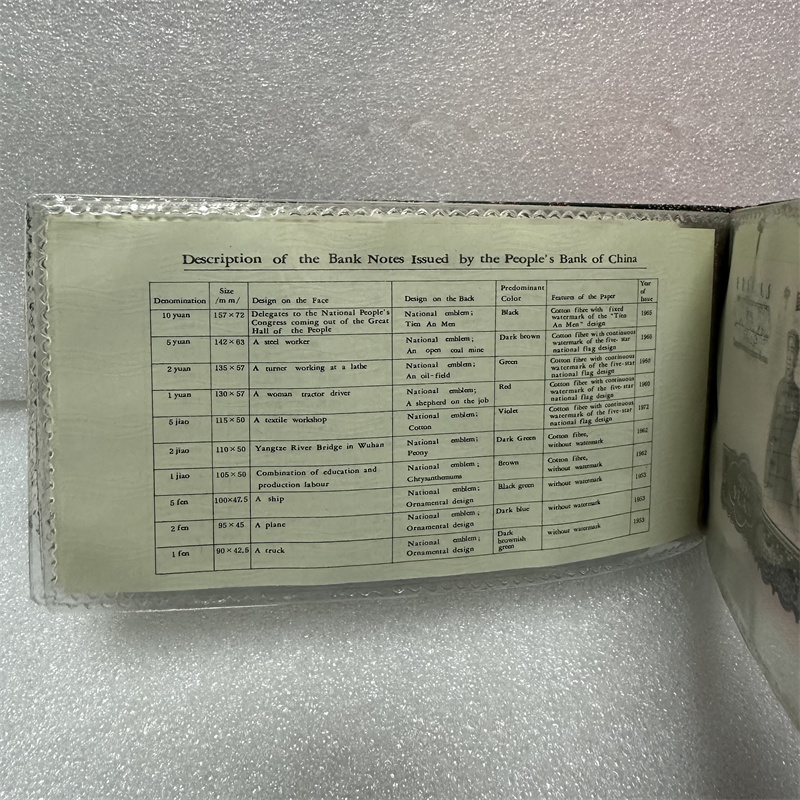 Description of the Bank Notes Issued by the People's Bank of China
Denomination Size /mm/ Design on the Face Design on the Back Predominant Color Features of the Paper Year of Issue
10 yuan 157×72 Delegates to the National People's Congress coming out of the Great Hall of the People National emblem; Tien An Men Black Cotton fibre with fixed watermark of the "Tien An Men" design 1965
5 yuan 142×63 A steel worker National emblem; An open coal mine Dark brown Cotton fibre with continuous watermark of the five-star national flag design 1960
2 yuan 135×57 A turner working at a lathe National emblem; An oil-field Green Cotton fibre with continuous watermark of the five-star national flag design 1960
1 yuan 130×57 A woman tractor driver National emblem; A shepherd on the job Red Cotton fibre with continuous watermark of the five-star national flag design 1960
5 jiao 115×50 A textile workshop National emblem; Cotton Violet Cotton fibre with continuous watermark of the five-star national flag design 1972
2 jiao 110×50 Yangtze River Bridge in Wuhan National emblem; Peony Dark Green Cotton fibre, without watermark 1962
1 jiao 105×50 Combination of education and production labour National emblem; Chrysanthemums Brown Cotton fibre, without watermark 1962
5 fen 100×47.5 A ship National emblem; Ornamental design Black green without watermark 1953
2 fen 95×45 A plane National emblem; Ornamental design Dark blue without watermark 1953
1 fen 90×42.5 A truck National emblem; Ornamental design Dark brownish green without watermark 1953